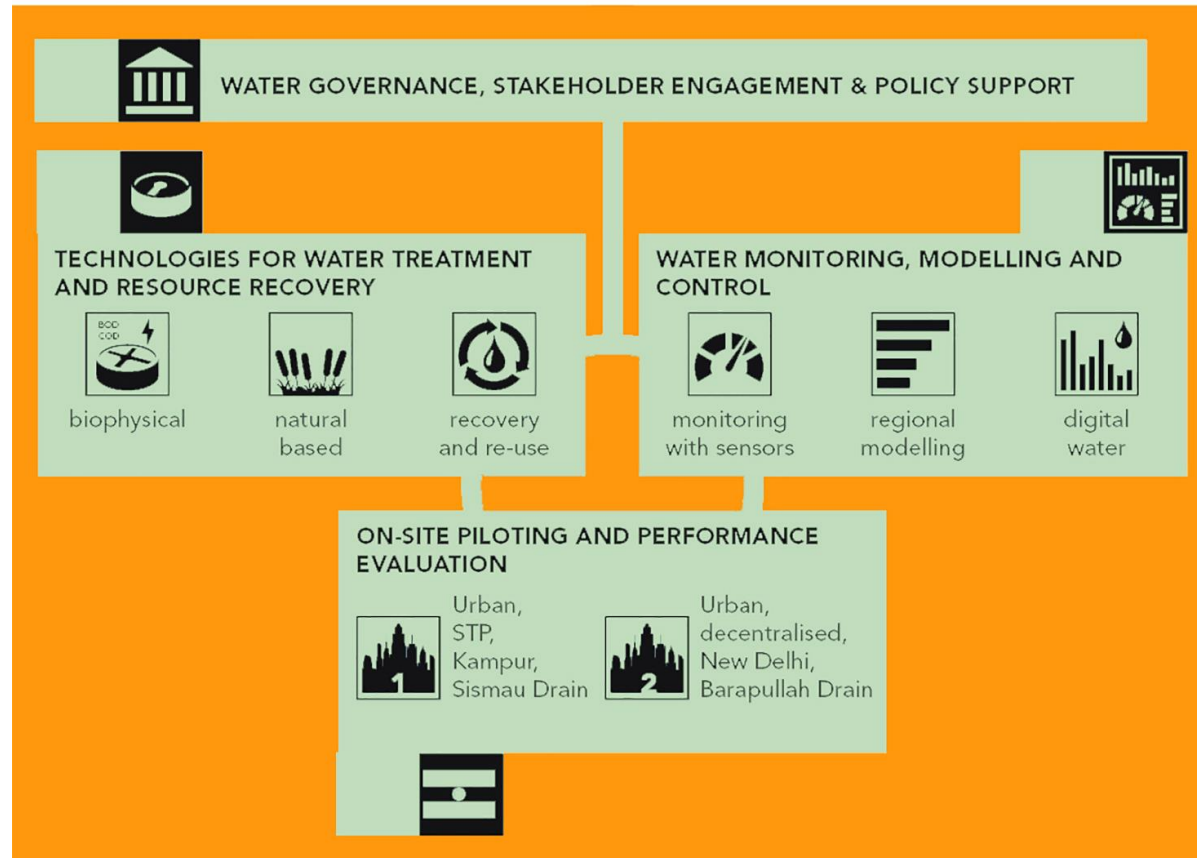 WATER GOVERNANCE, STAKEHOLDER ENGAGEMENT & POLICY SUPPORT
TECHNOLOGIES FOR WATER TREATMENT
AND RESOURCE RECOVERY
BOD
COD
biophysical
natural
based
recovery
and re-use
WATER MONITORING, MODELLING AND
CONTROL
monitoring
with sensors
regional
modelling
digital
water
ON-SITE PILOTING AND PERFORMANCE
EVALUATION
1
Urban,
STP,
Kampur,
Sismau Drain
2
Urban,
decentralised,
New Delhi,
Barapullah Drain